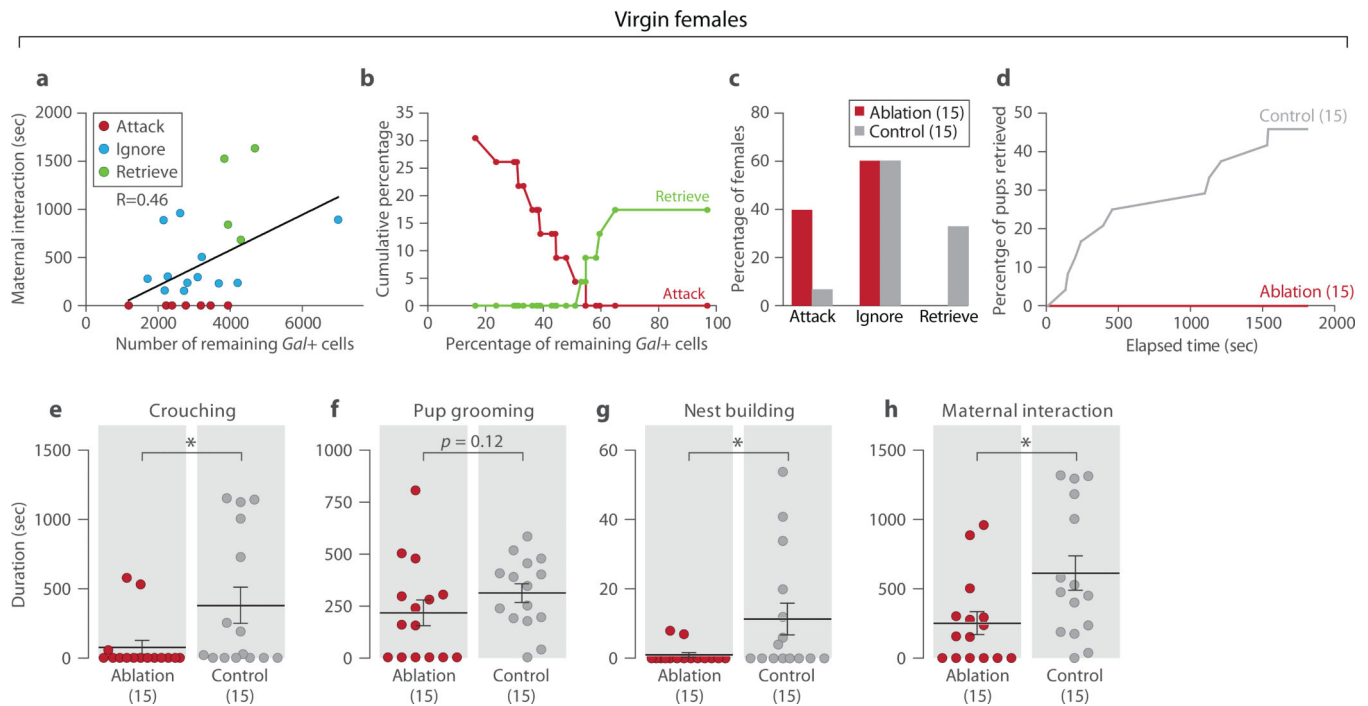 Virgin females
a
Maternal interaction (sec)
2000
1500
1000
500
0
Attack
Ignore
Retrieve
R=0.46
0 2000 4000 6000
Number of remaining Gal+ cells
b
Cumulative percentage
35
30
25
20
15
10
5
0
Retrieve
Attack
0 20 40 60 80 100
Percentage of remaining Gal+ cells
c
Percentage of females
80
60
40
20
0
Ablation (15)
Control (15)
Attack Ignore Retrieve
d
Percentge of pups retrieved
50
40
30
20
10
0
Control (15)
Ablation (15)
0 500 1000 1500 2000
Elapsed time (sec)
e
Crouching
*
Duration (sec)
1500
1000
500
0
Ablation
(15)
Control
(15)
f
Pup grooming
p = 0.12
1000
750
500
250
0
Ablation
(15)
Control
(15)
g
Nest building
*
60
40
20
0
Ablation
(15)
Control
(15)
h
Maternal interaction
*
1500
1000
500
0
Ablation
(15)
Control
(15)